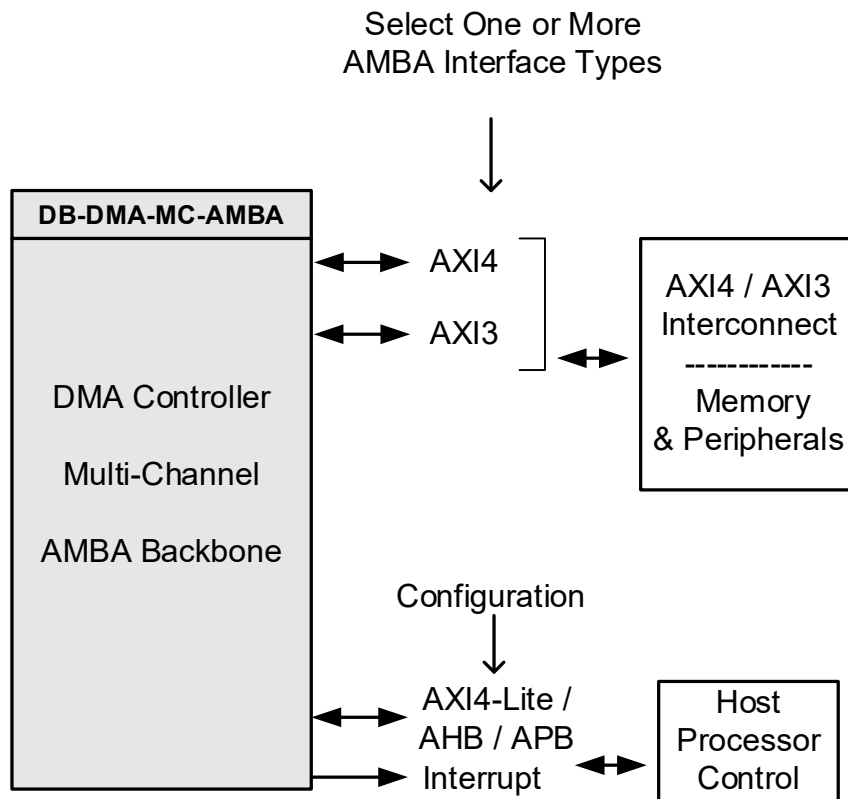 Select One or More
AMBA Interface Types
DB-DMA-MC-AMBA
DMA Controller
Multi-Channel
AMBA Backbone
AXI4
AXI3
AXI4 / AXI3
Interconnect
------------
Memory
& Peripherals
Configuration
AXI4-Lite /
AHB / APB
Interrupt
Host
Processor
Control